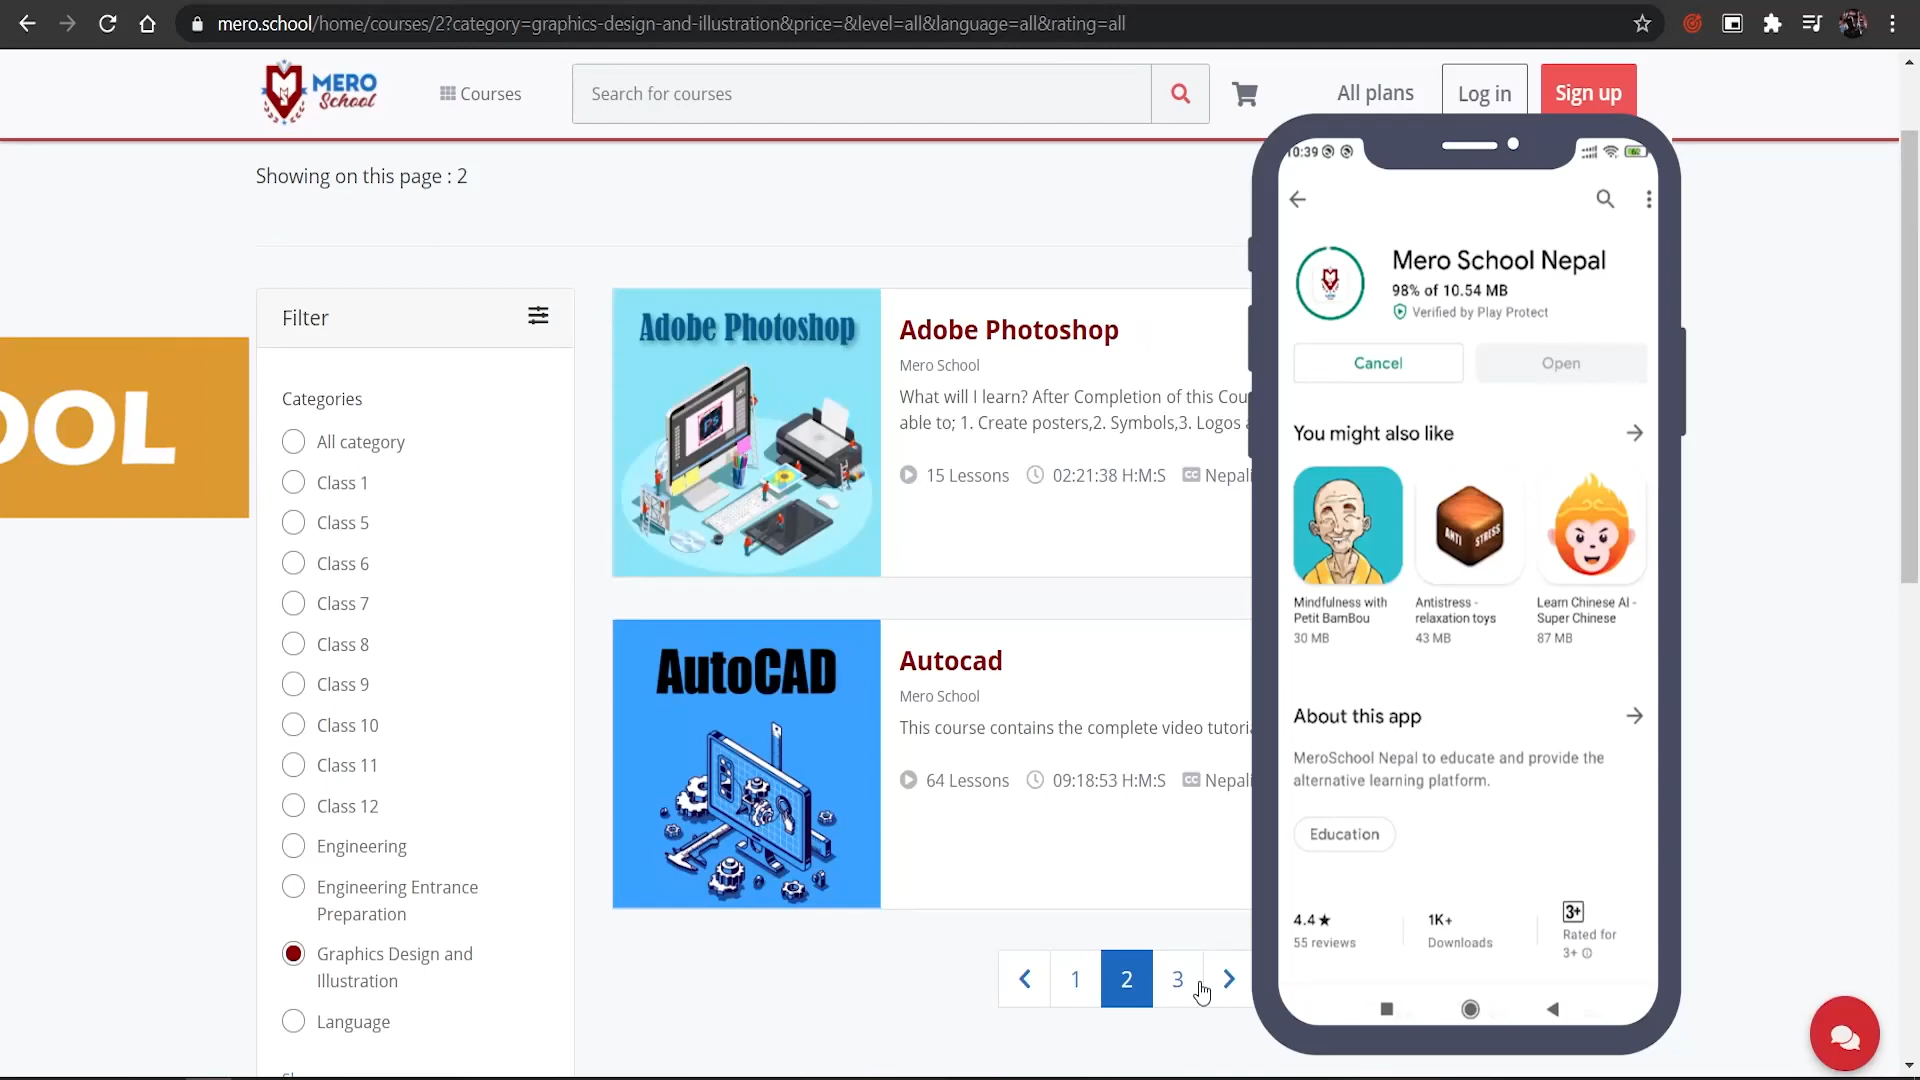 mero.school/home/courses/2?category=graphics-design-and-illustration&price=&level=all&language=all&rating=all
MERO
School
Courses
Search for courses
All plans
Log in
Sign up
Showing on this page : 2
OOL
Filter
Categories
All category
Class 1
Class 5
Class 6
Class 7
Class 8
Class 9
Class 10
Class 11
Class 12
Engineering
Engineering Entrance
Preparation
Graphics Design and
Illustration
Language
Adobe Photoshop
Ps
Adobe Photoshop
Mero School
What will I learn? After Completion of this Cou
able to; 1. Create posters,2. Symbols,3. Logos
15 Lessons 02:21:38 H:M:S CC Nepali
AutoCAD
Autocad
Mero School
This course contains the complete video tutori
64 Lessons 09:18:53 H:M:S CC Nepali
1 2 3
10:39
Mero School Nepal
98% of 10.54 MB
Verified by Play Protect
Cancel
Open
You might also like
ANTI STRESS
Mindfulness with
Petit BamBou
30 MB
Antistress -
relaxation toys
43 MB
Learn Chinese AI -
Super Chinese
87 MB
About this app
MeroSchool Nepal to educate and provide the
alternative learning platform.
Education
4.4★
55 reviews
1K+
Downloads
3+
Rated for
3+